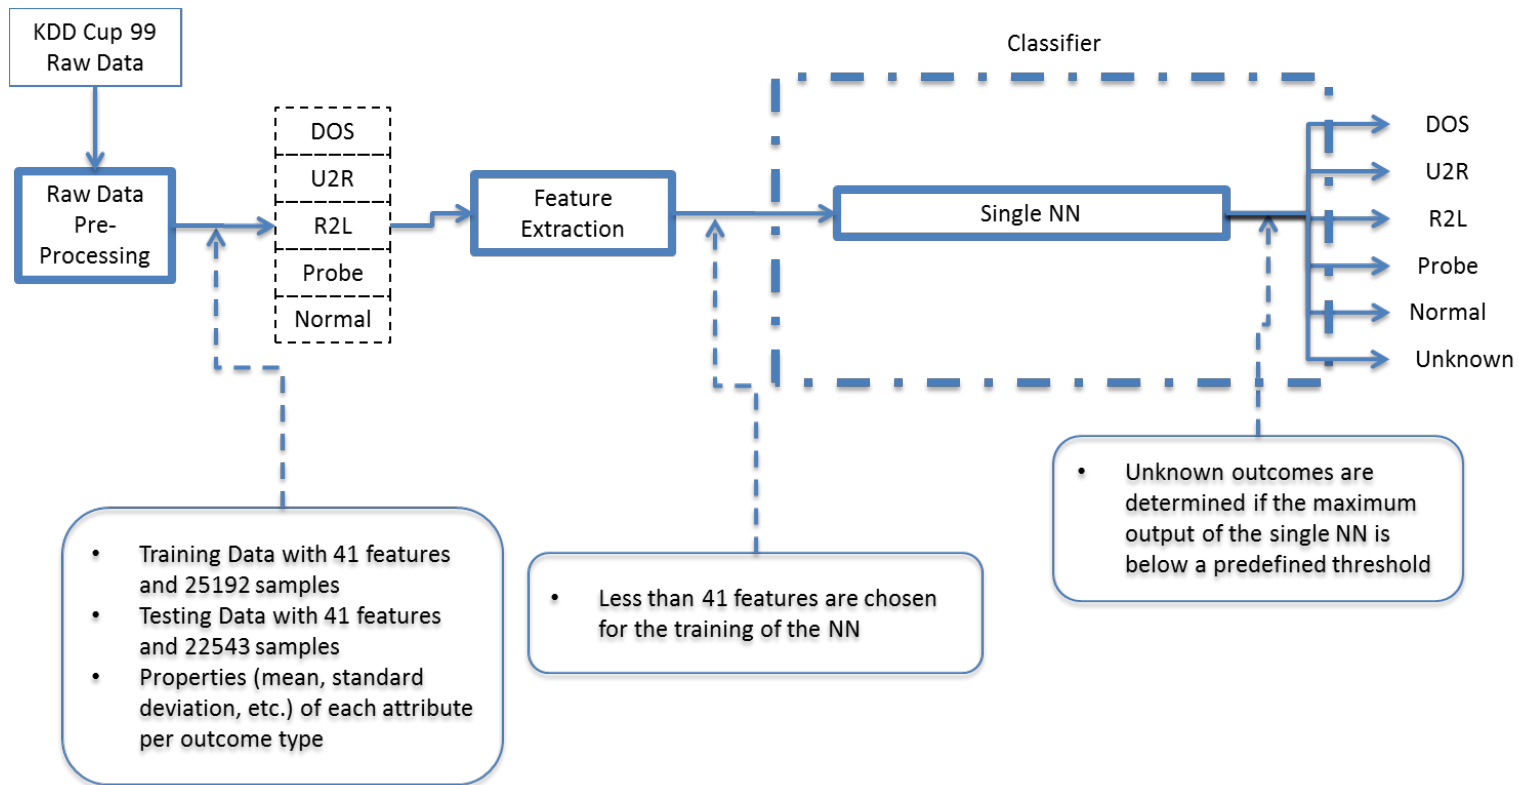 KDD Cup 99
Raw Data
Classifier
Raw Data
Pre-
Processing
DOS
U2R
R2L
Probe
Normal
Feature
Extraction
Single NN
DOS
U2R
R2L
Probe
Normal
Unknown
• Training Data with 41 features
and 25192 samples
• Testing Data with 41 features
and 22543 samples
• Properties (mean, standard
deviation, etc.) of each attribute
per outcome type
• Less than 41 features are chosen
for the training of the NN
• Unknown outcomes are
determined if the maximum
output of the single NN is
below a predefined threshold